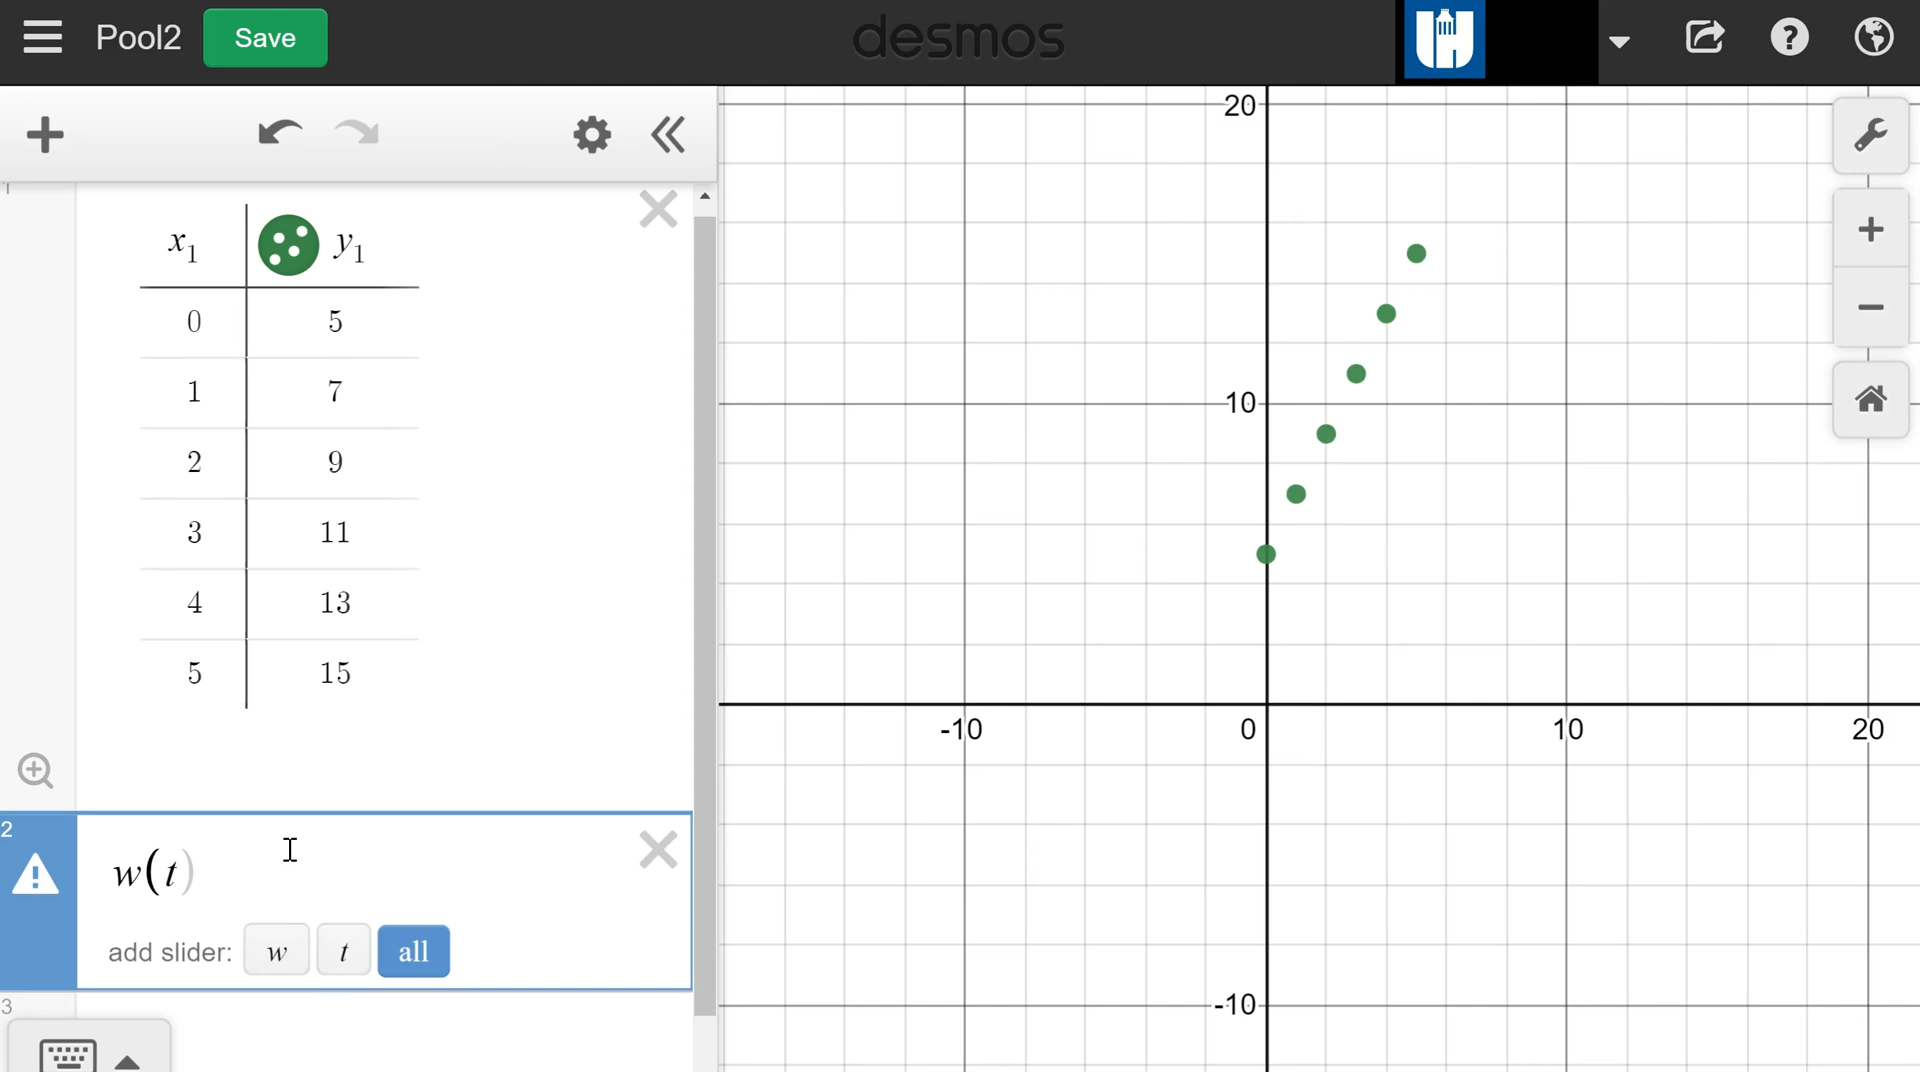 Pool2 Save desmos
1
x1 y1
0 5
1 7
2 9
3 11
4 13
5 15
2
w(t)
add slider: w t all
3
20
10
-10 0 10 20
-10